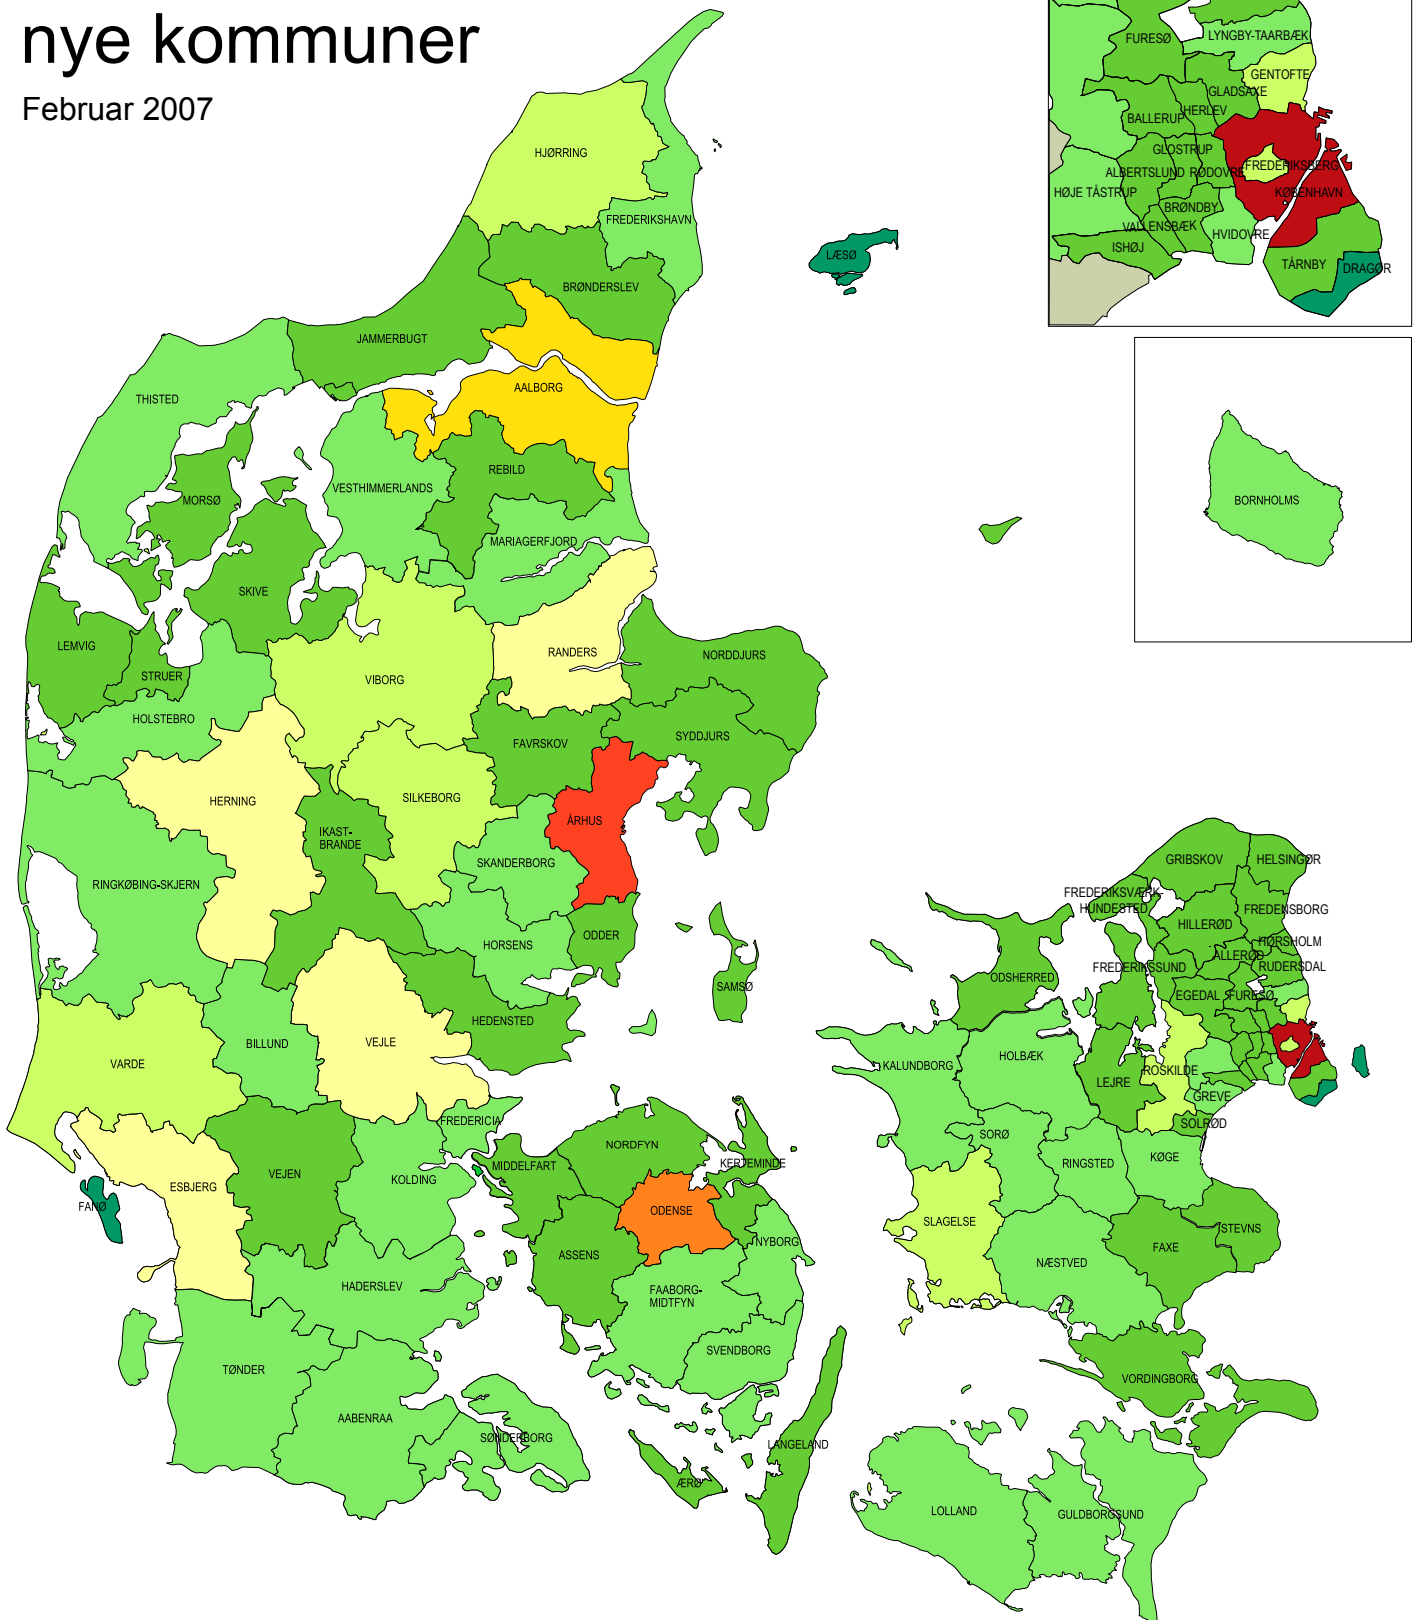 nye kommuner
Februar 2007
FURESØ
LYNGBY-TAARBÆK
GENTOFTE
GLADSAXE
HERLEV
BALLERUP
GLOSTRUP
ALBERTSLUND
RØDOVRE
FREDERIKSBERG
HØJE TÅSTRUP
KØBENHAVN
BRØNDBY
VALLENSBÆK
HVIDOVRE
ISHØJ
TÅRNBY
DRAGØR
HJØRRING
FREDERIKSHAVN
LÆSØ
BRØNDERSLEV
JAMMERBUGT
AALBORG
THISTED
REBILD
VESTHIMMERLANDS
MORSØ
BORNHOLMS
MARIAGERFJORD
SKIVE
LEMVIG
RANDERS
NORDDJURS
STRUER
VIBORG
HOLSTEBRO
SYDDJURS
FAVRSKOV
HERNING
SILKEBORG
ÅRHUS
IKAST-
BRANDE
SKANDERBORG
RINGKØBING-SKJERN
GRIBSKOV
HELSINGØR
FREDERIKSVÆRK-
HUNDESTED
FREDENSBORG
HILLERØD
ODDER
HORSENS
HØRSHOLM
ALLERØD
RUDERSDAL
FREDERIKSSUND
ODSHERRED
SAMSØ
EGEDAL
FURESØ
HEDENSTED
BILLUND
VEJLE
VARDE
HOLBÆK
KALUNDBORG
ROSKILDE
LEJRE
GREVE
FREDERICIA
SOLRØD
SORØ
NORDFYN
KERTEMINDE
MIDDELFART
RINGSTED
KØGE
VEJEN
KOLDING
ESBJERG
FANØ
ODENSE
SLAGELSE
STEVNS
NYBORG
FAXE
ASSENS
NÆSTVED
HADERSLEV
FAABORG-
MIDTFYN
SVENDBORG
TØNDER
VORDINGBORG
AABENRAA
SØNDERBORG
LANGELAND
ÆRØ
LOLLAND
GULDBORGSUND